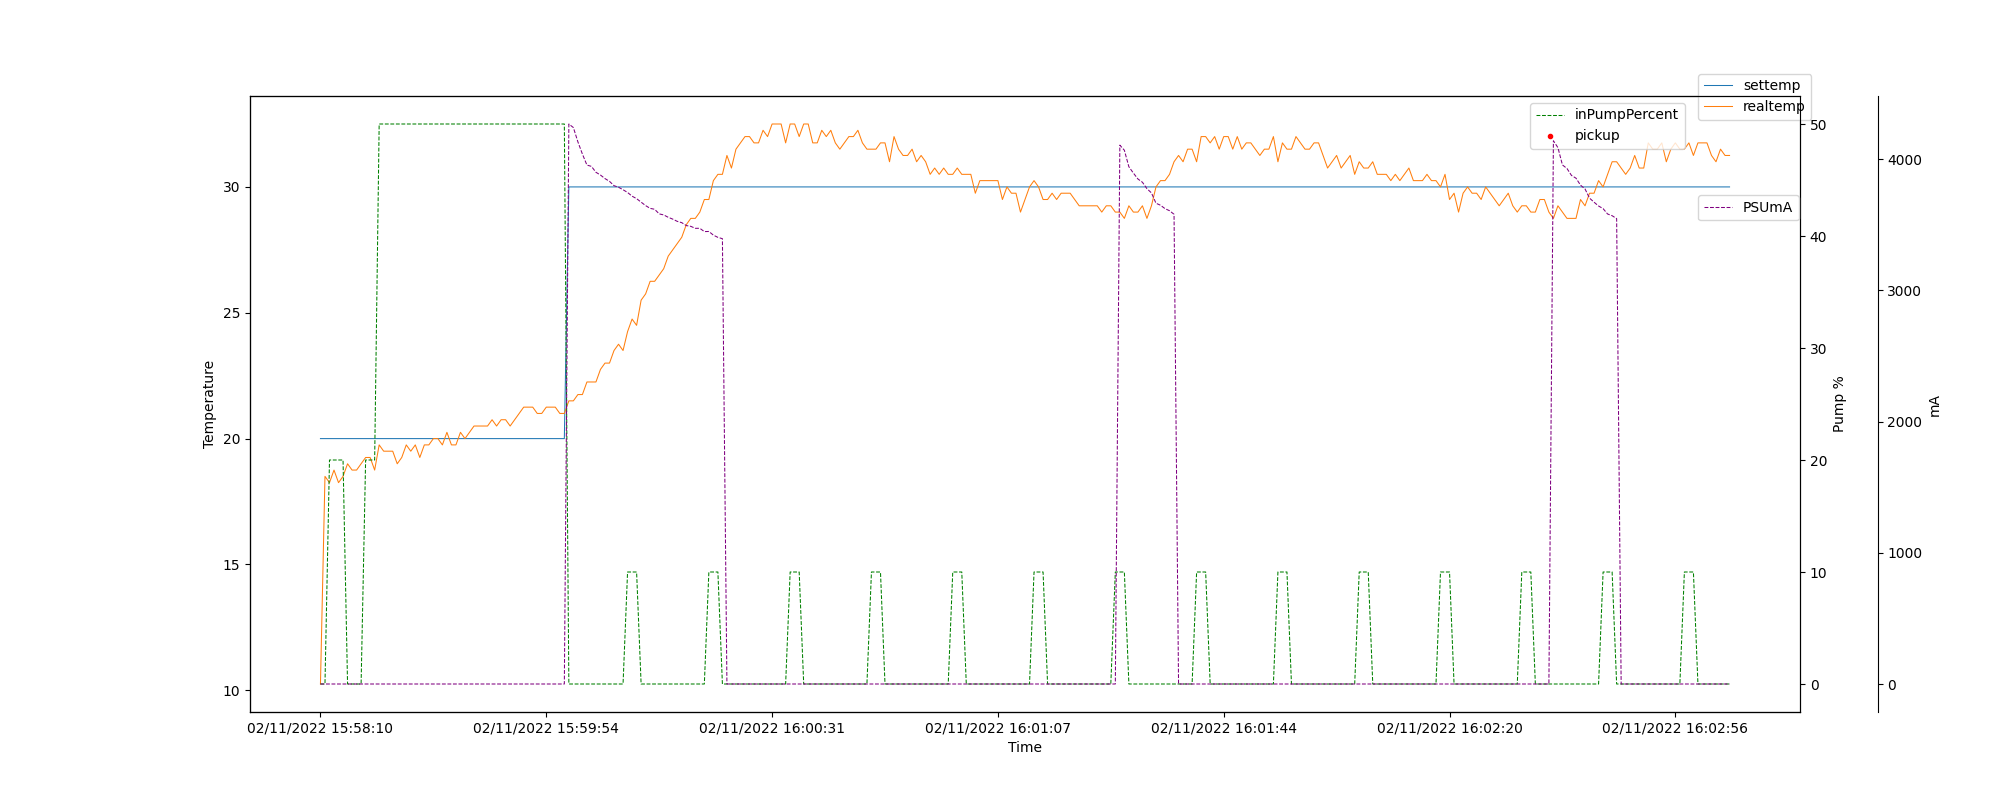 settemp
realtemp
inPumpPercent
pickup
PSUmA
Temperature
30
25
20
15
10
50
40
30
20
10
0
Pump %
4000
3000
2000
1000
0
mA
02/11/2022 15:58:10
02/11/2022 15:59:54
02/11/2022 16:00:31
02/11/2022 16:01:07
02/11/2022 16:01:44
02/11/2022 16:02:20
02/11/2022 16:02:56
Time